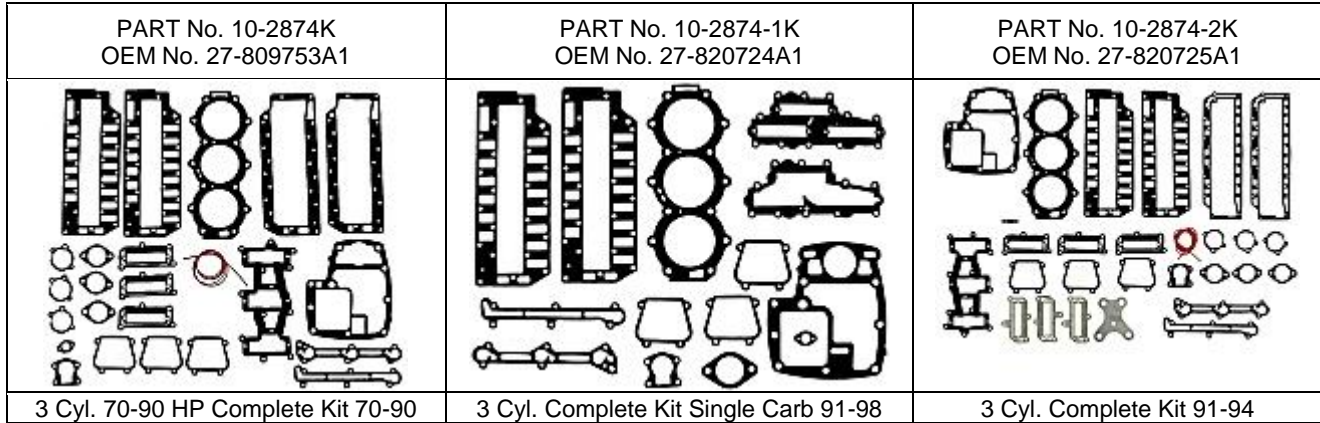 PART No. 10-2874K
OEM No. 27-809753A1
PART No. 10-2874-1K
OEM No. 27-820724A1
PART No. 10-2874-2K
OEM No. 27-820725A1
3 Cyl. 70-90 HP Complete Kit 70-90
3 Cyl. Complete Kit Single Carb 91-98
3 Cyl. Complete Kit 91-94